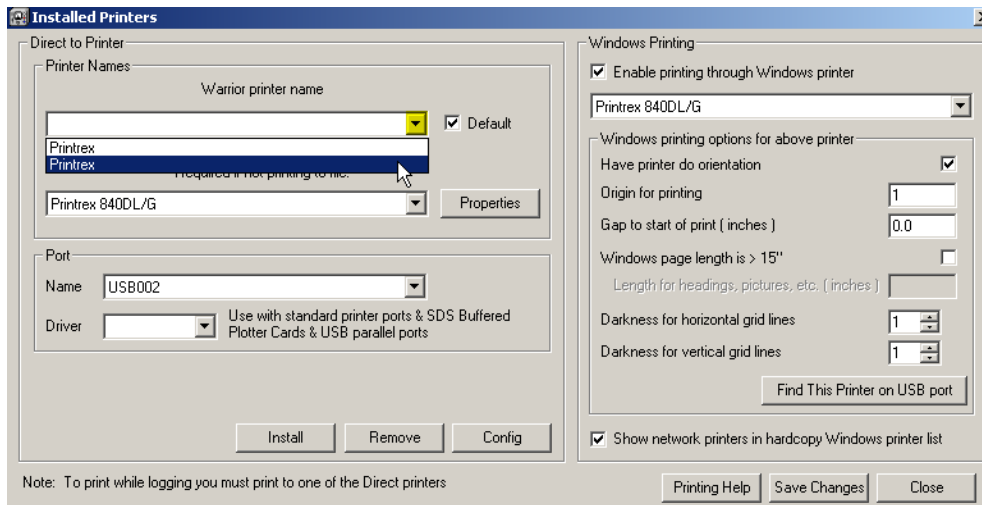 Installed Printers
Direct to Printer
Printer Names
Warrior printer name
Default
Printrex
Printrex
Required if not printing to file.
Printrex 840DL/G
Properties
Port
Name
USB002
Driver
Use with standard printer ports & SDS Buffered
Plotter Cards & USB parallel ports
Install
Remove
Config
Note: To print while logging you must print to one of the Direct printers
Windows Printing
Enable printing through Windows printer
Printrex 840DL/G
Windows printing options for above printer
Have printer do orientation
Origin for printing
1
Gap to start of print ( inches )
0.0
Windows page length is > 15"
Length for headings, pictures, etc. ( inches )
Darkness for horizontal grid lines
1
Darkness for vertical grid lines
1
Find This Printer on USB port
Show network printers in hardcopy Windows printer list
Printing Help
Save Changes
Close